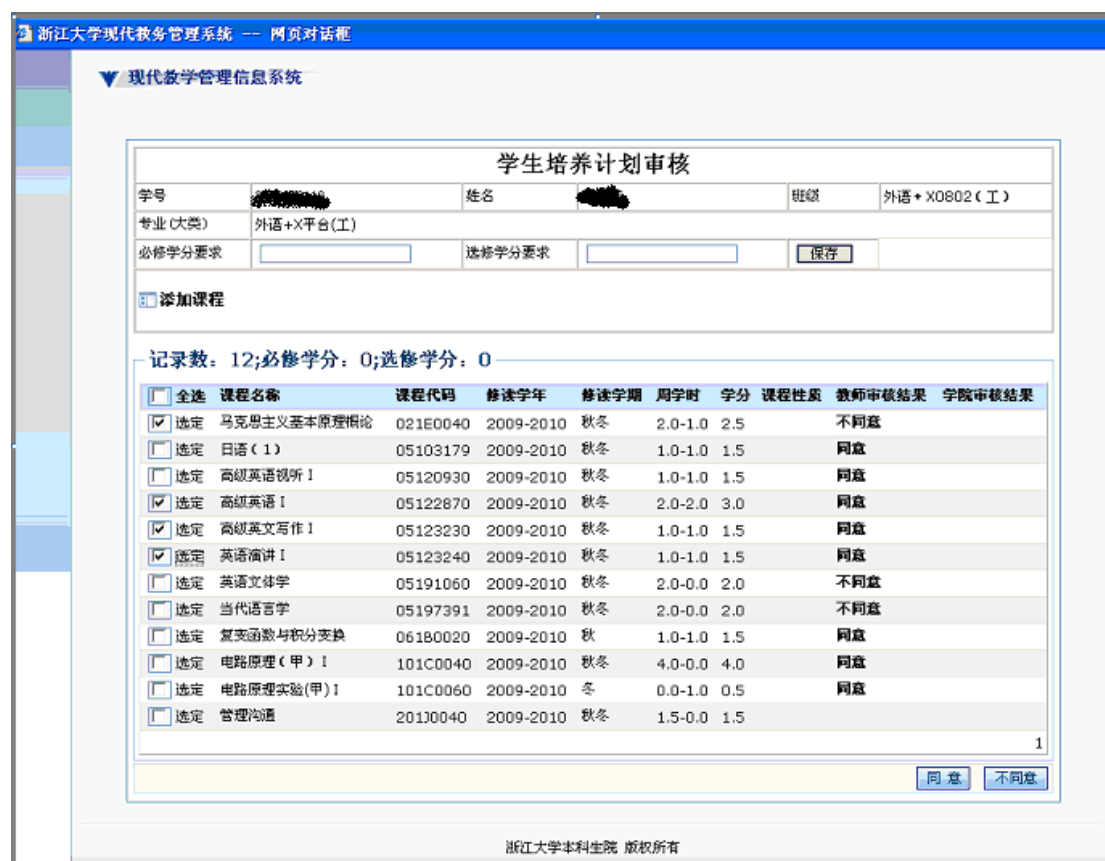 浙江大学现代教务管理系统 -- 网页对话框
现代教学管理信息系统
学生培养计划审核
学号 姓名 班级 外语+X0802(工)
专业(大类) 外语+X平台(工)
必修学分要求 选修学分要求 保存
添加课程
记录数：12;必修学分：0;选修学分：0
全选 课程名称 课程代码 修读学年 修读学期 周学时 学分 课程性质 教师审核结果 学院审核结果
选定 马克思主义基本原理概论 021E0040 2009-2010 秋冬 2.0-1.0 2.5 不同意
选定 日语(1) 05103179 2009-2010 秋冬 1.0-1.0 1.5 同意
选定 高级英语视听Ⅰ 05120930 2009-2010 秋冬 1.0-1.0 1.5 同意
选定 高级英语Ⅰ 05122870 2009-2010 秋冬 2.0-2.0 3.0 同意
选定 高级英文写作Ⅰ 05123230 2009-2010 秋冬 1.0-1.0 1.5 同意
选定 英语演讲Ⅰ 05123240 2009-2010 秋冬 1.0-1.0 1.5 同意
选定 英语文体学 05191060 2009-2010 秋冬 2.0-0.0 2.0 不同意
选定 当代语言学 05197391 2009-2010 秋冬 2.0-0.0 2.0 不同意
选定 复变函数与积分变换 061B0020 2009-2010 秋 1.0-1.0 1.5 同意
选定 电路原理(甲)Ⅰ 101C0040 2009-2010 秋冬 4.0-0.0 4.0 同意
选定 电路原理实验(甲)Ⅰ 101C0060 2009-2010 冬 0.0-1.0 0.5 同意
选定 管理沟通 201J0040 2009-2010 秋冬 1.5-0.0 1.5
1
同 意 不同意
浙江大学本科生院 版权所有